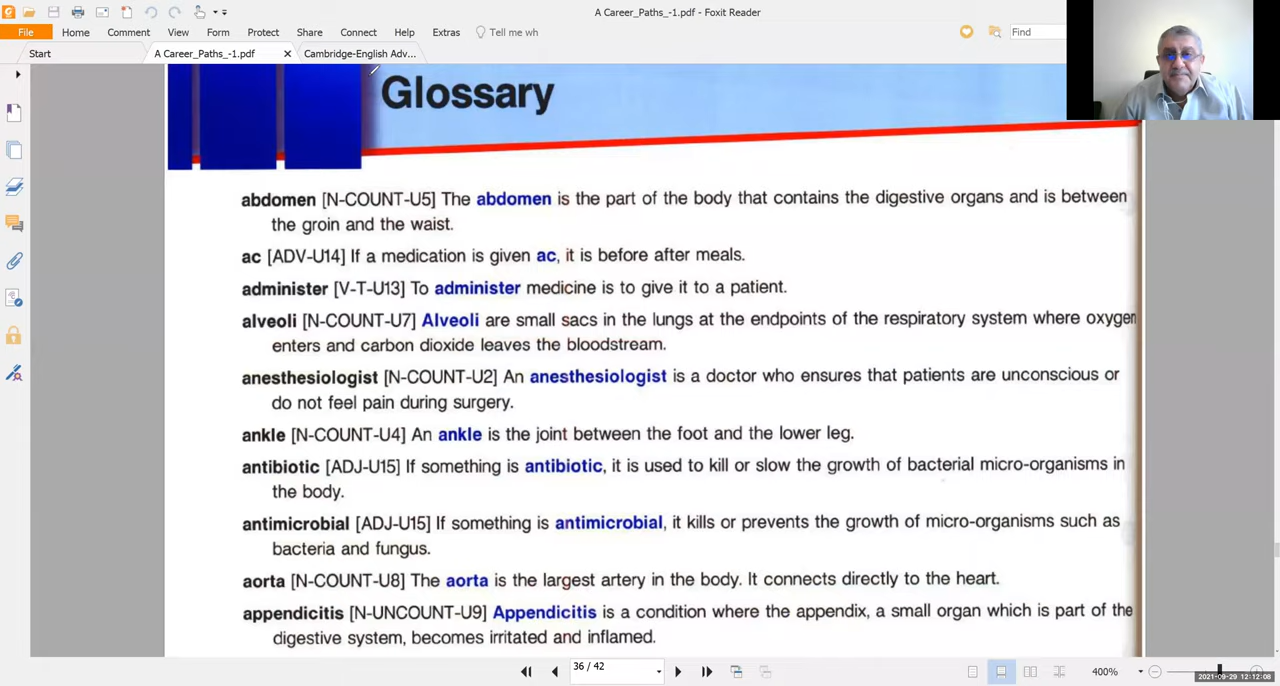 A Career_Paths_-1.pdf - Foxit Reader
File Home Comment View Form Protect Share Connect Help Extras Tell me wh Find
Start A Career_Paths_-1.pdf Cambridge-English Adv...
Glossary
abdomen [N-COUNT-U5] The abdomen is the part of the body that contains the digestive organs and is between
the groin and the waist.
ac [ADV-U14] If a medication is given ac, it is before after meals.
administer [V-T-U13] To administer medicine is to give it to a patient.
alveoli [N-COUNT-U7] Alveoli are small sacs in the lungs at the endpoints of the respiratory system where oxygen
enters and carbon dioxide leaves the bloodstream.
anesthesiologist [N-COUNT-U2] An anesthesiologist is a doctor who ensures that patients are unconscious or
do not feel pain during surgery.
ankle [N-COUNT-U4] An ankle is the joint between the foot and the lower leg.
antibiotic [ADJ-U15] If something is antibiotic, it is used to kill or slow the growth of bacterial micro-organisms in
the body.
antimicrobial [ADJ-U15] If something is antimicrobial, it kills or prevents the growth of micro-organisms such as
bacteria and fungus.
aorta [N-COUNT-U8] The aorta is the largest artery in the body. It connects directly to the heart.
appendicitis [N-UNCOUNT-U9] Appendicitis is a condition where the appendix, a small organ which is part of the
digestive system, becomes irritated and inflamed.
36 / 42 400%
2021-09-29 12:12:08